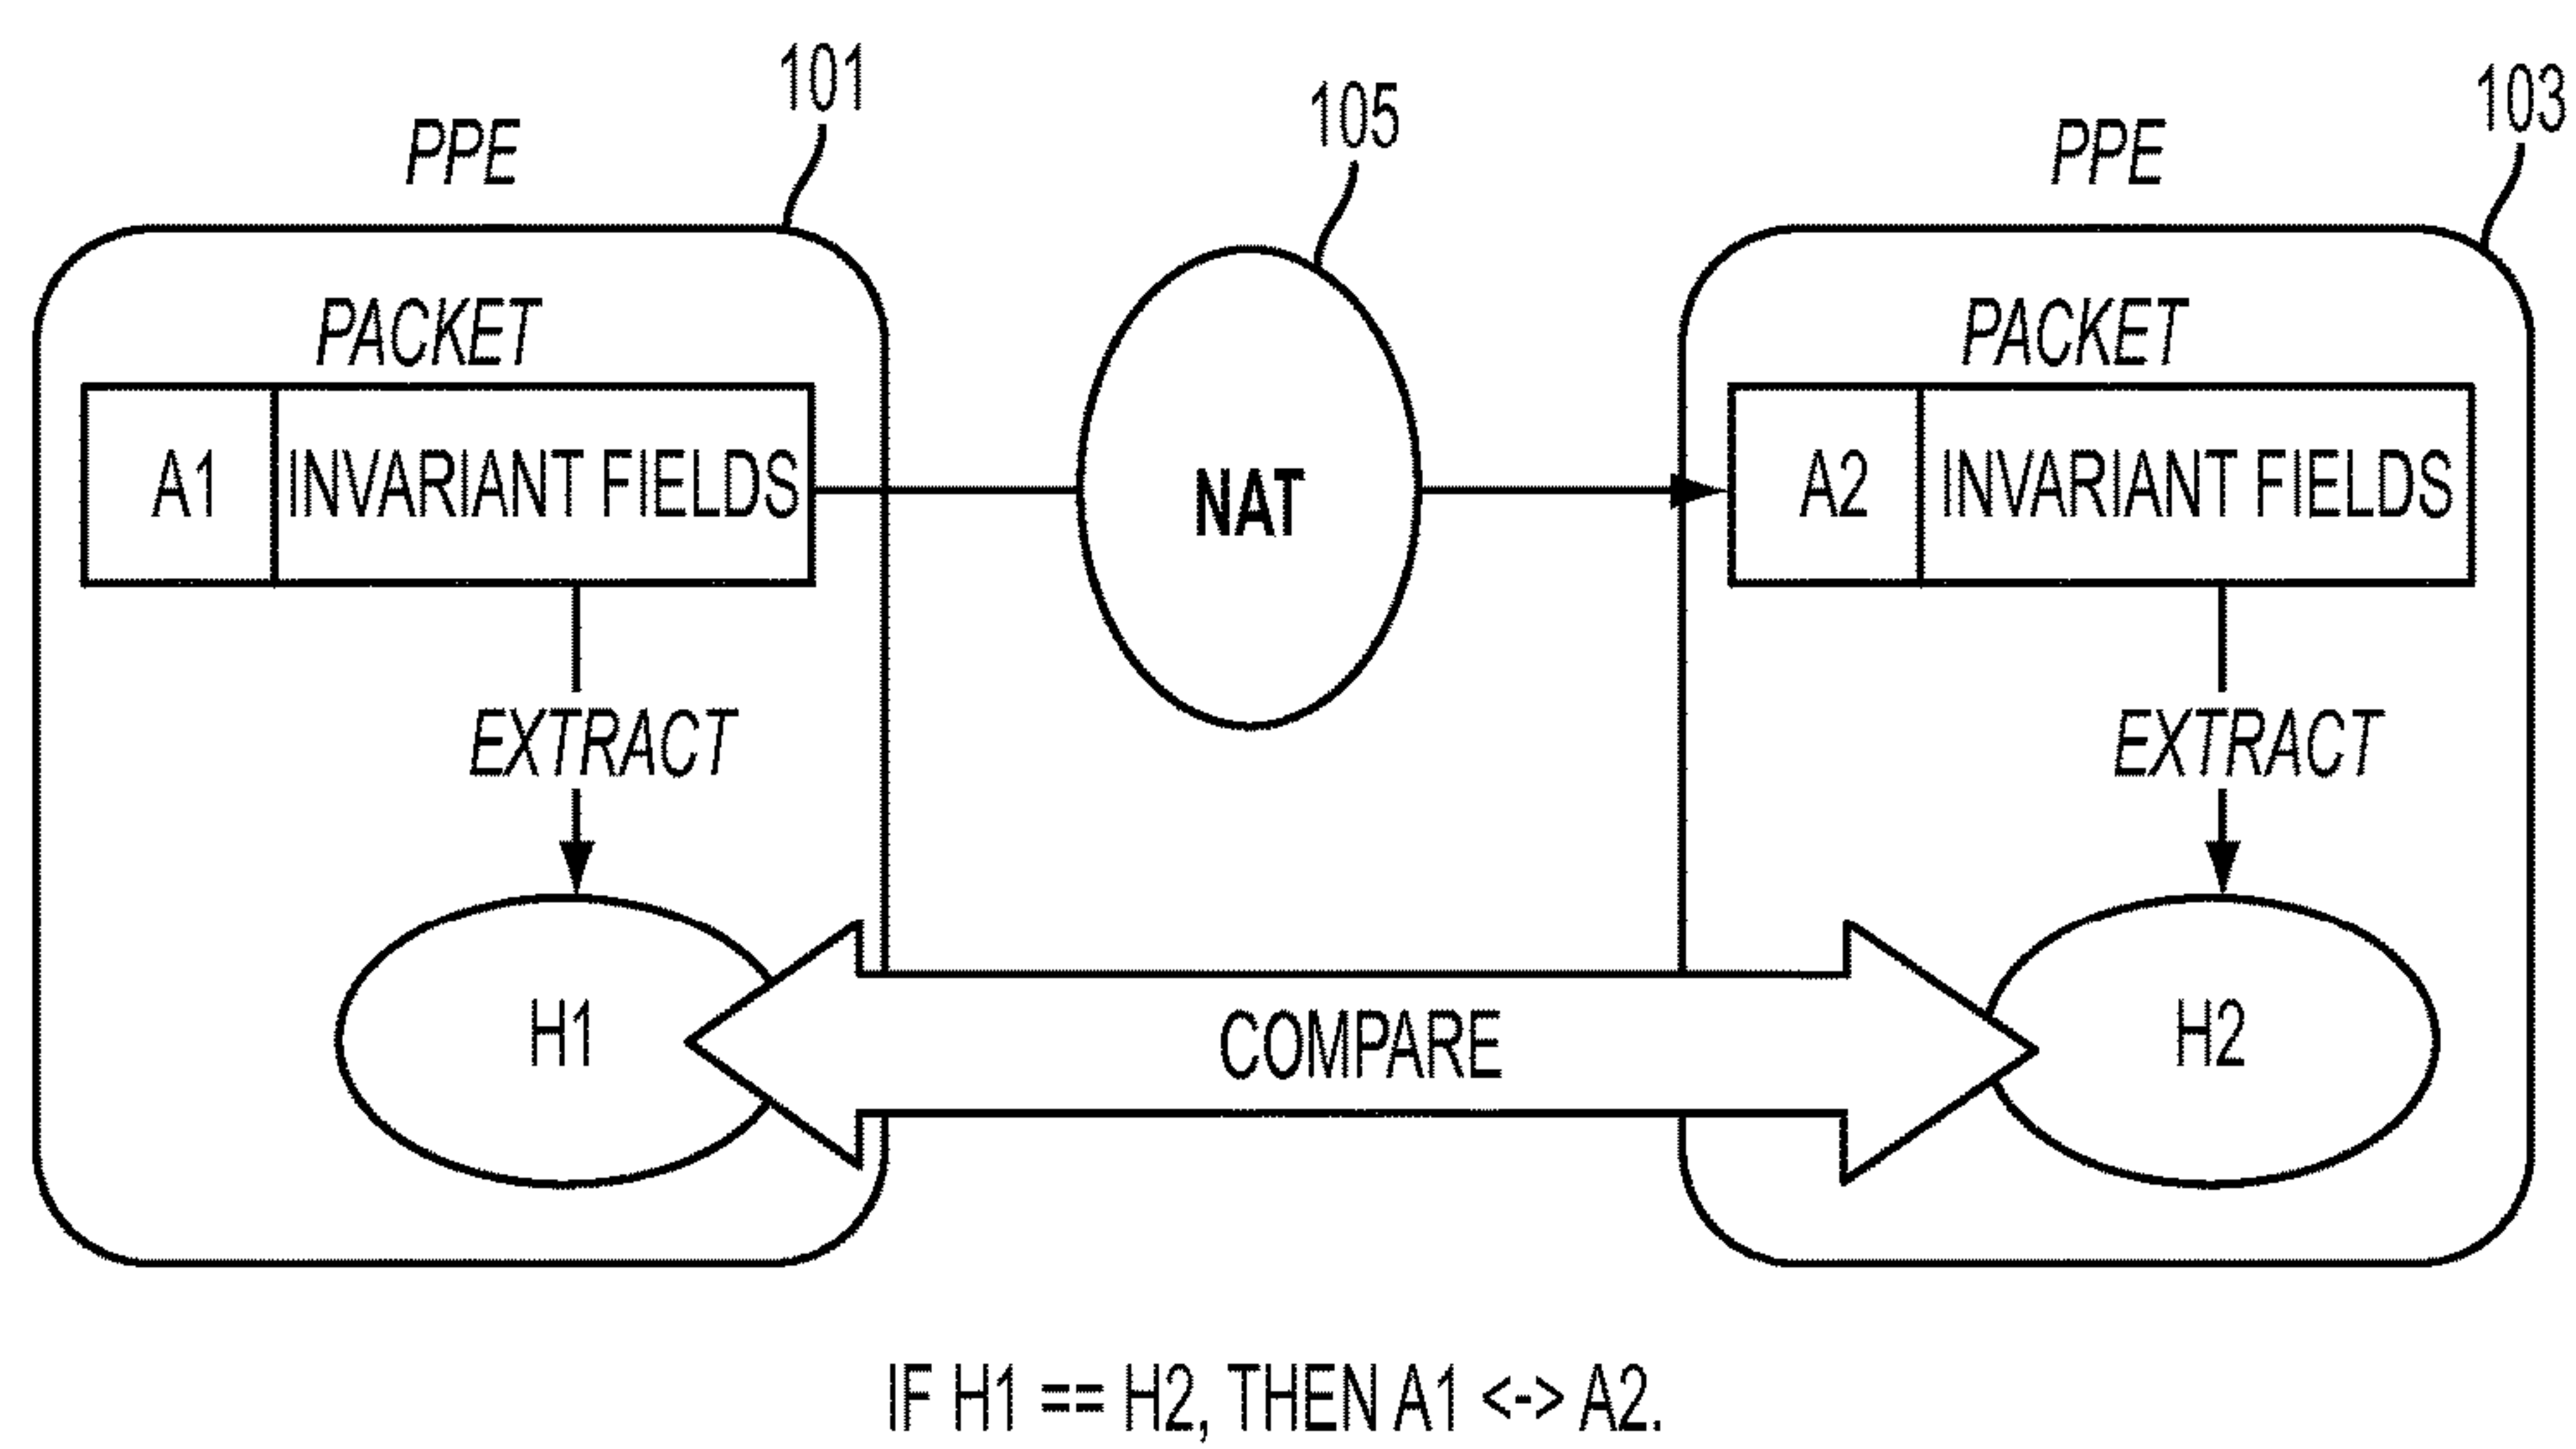 101
105
103
PPE
PPE
PACKET
PACKET
A1
INVARIANT FIELDS
NAT
A2
INVARIANT FIELDS
EXTRACT
EXTRACT
H1
COMPARE
H2
IF H1 == H2, THEN A1 <-> A2.